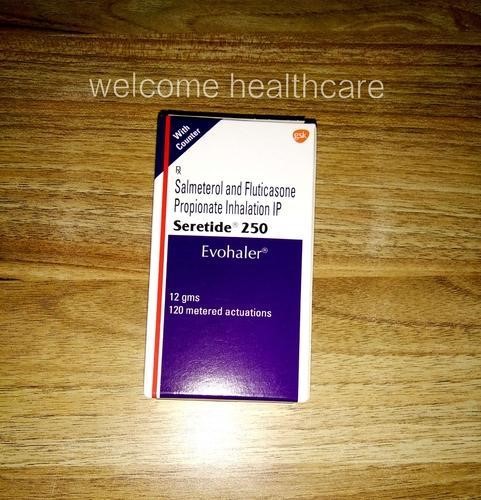 welcome healthcare
With
Counter
gsk
Rx
Salmeterol and Fluticasone
Propionate Inhalation IP
Seretide® 250
Evohaler®
12 gms
120 metered actuations